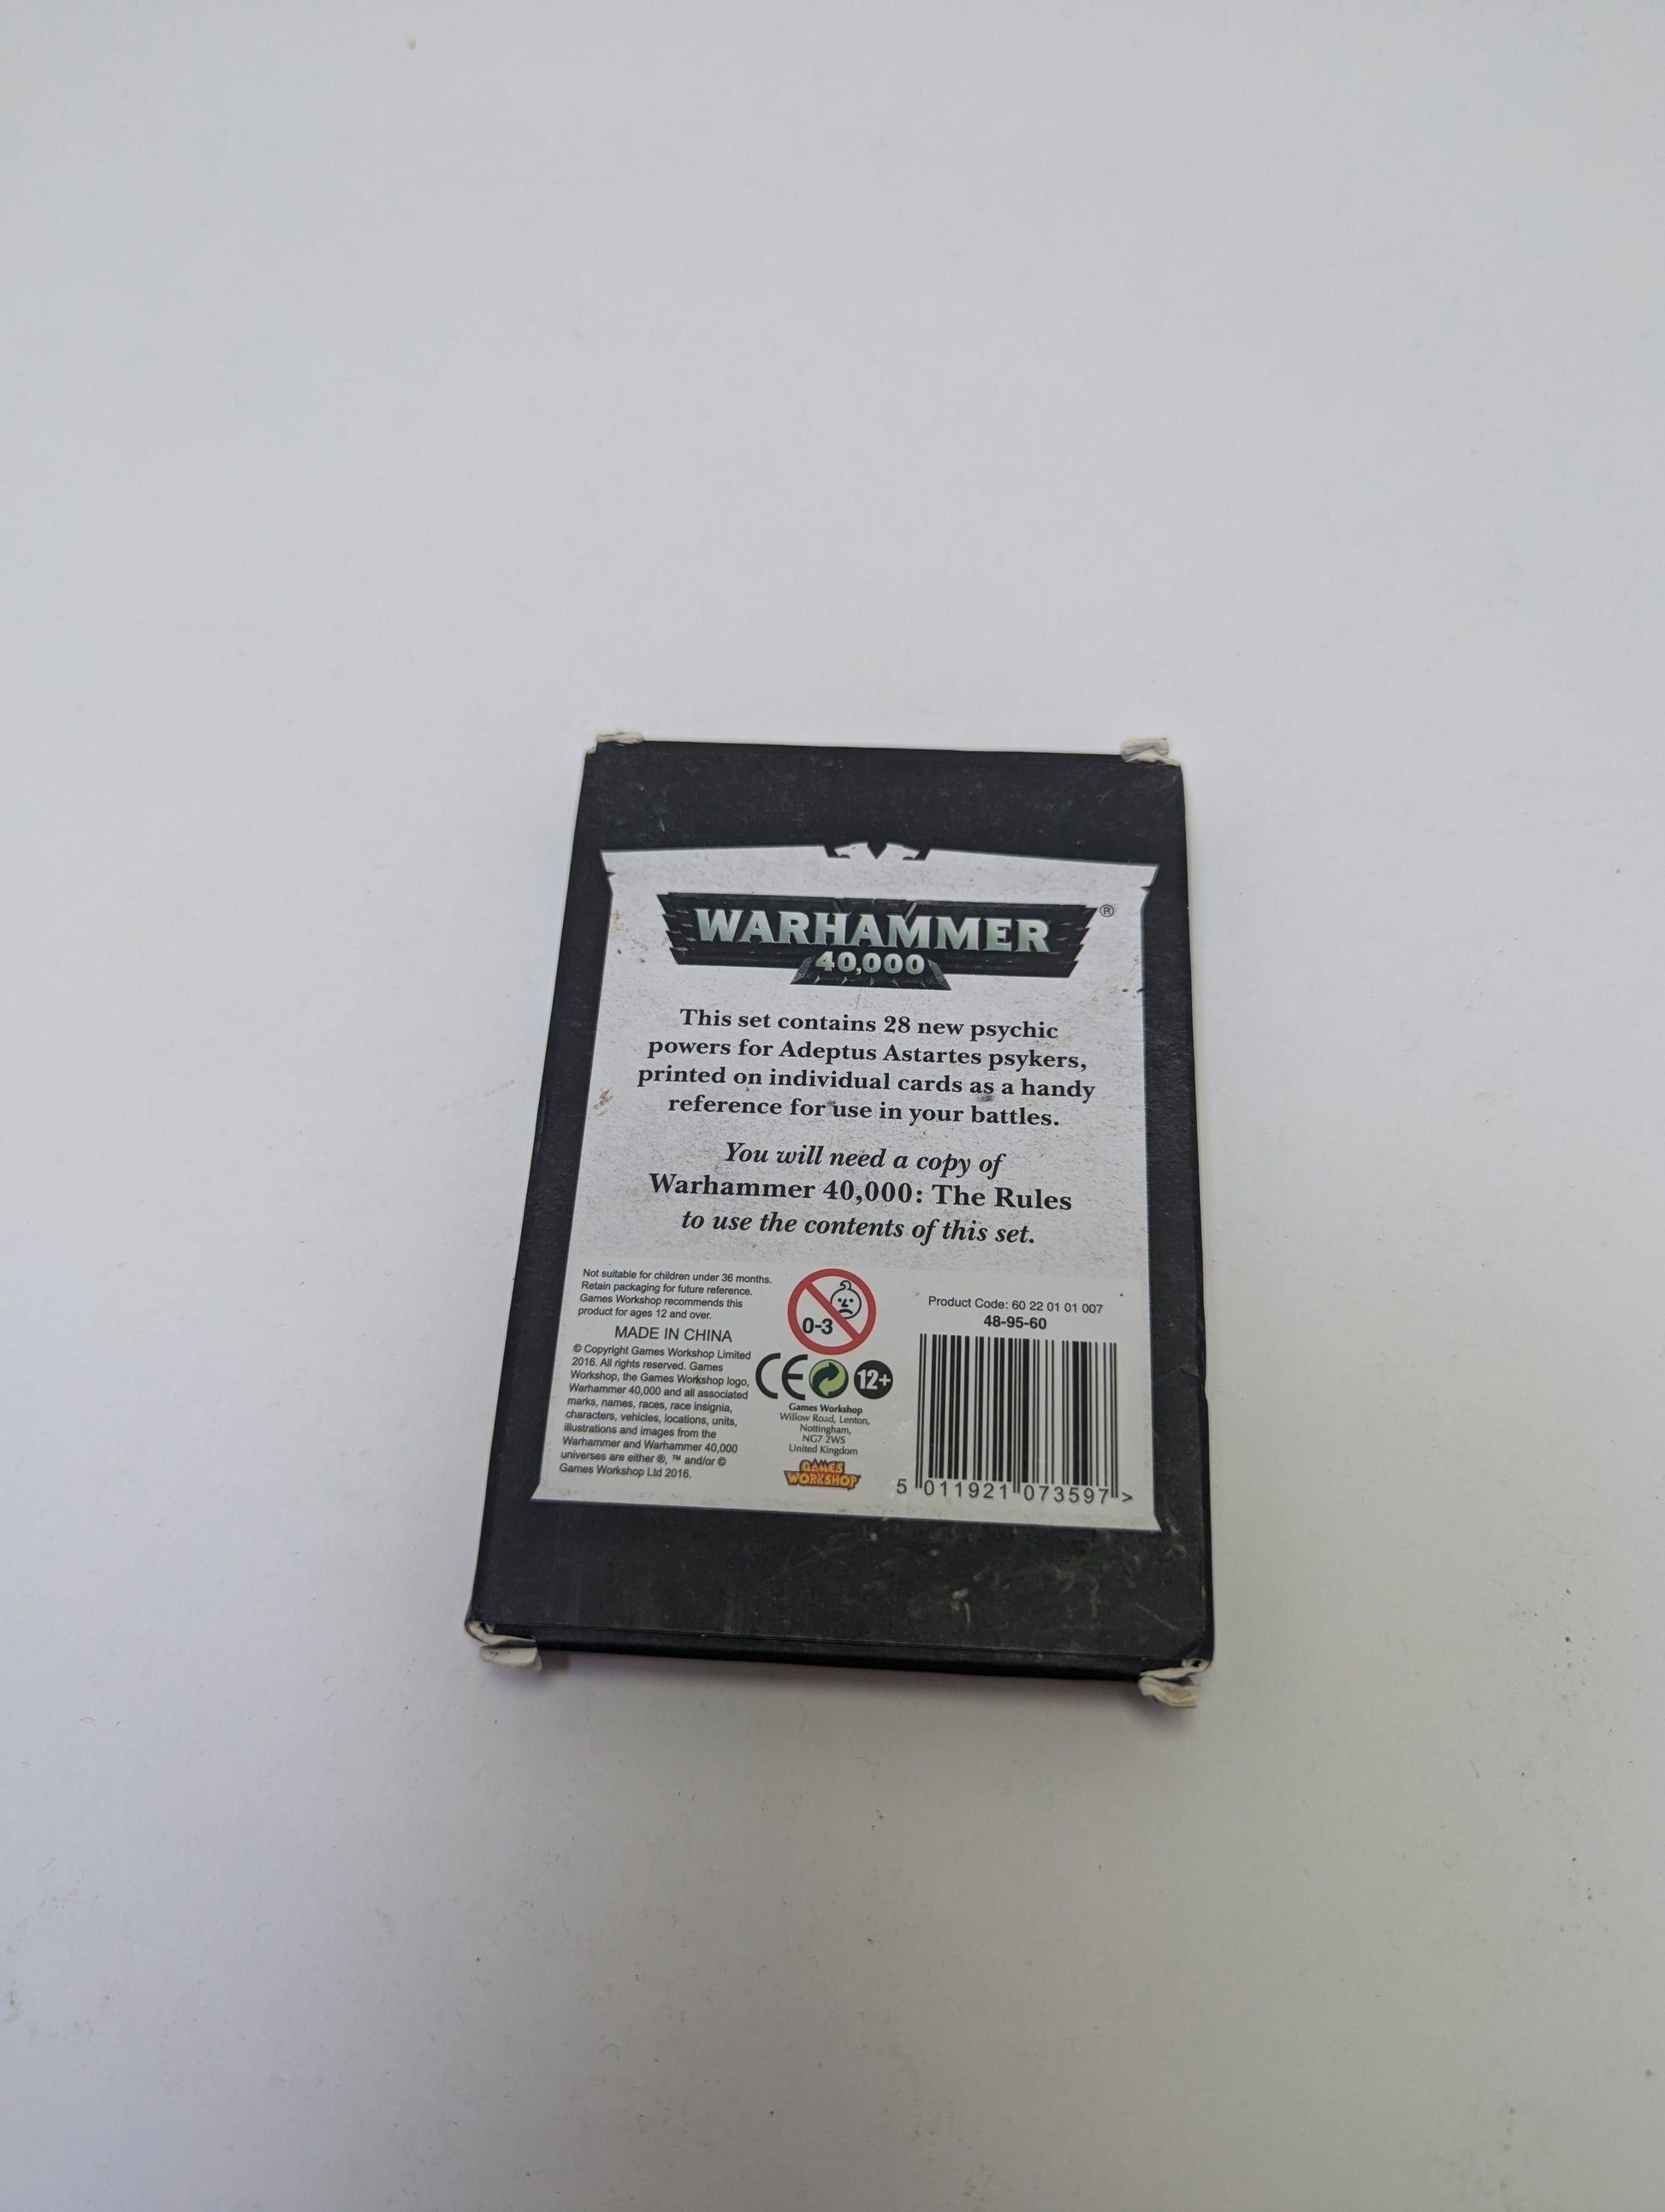 WARHAMMER®
40,000
This set contains 28 new psychic
powers for Adeptus Astartes psykers,
printed on individual cards as a handy
reference for use in your battles.
You will need a copy of
Warhammer 40,000: The Rules
to use the contents of this set.
Not suitable for children under 36 months.
Retain packaging for future reference.
Games Workshop recommends this
product for ages 12 and over.
MADE IN CHINA
© Copyright Games Workshop Limited
2016. All rights reserved. Games
Workshop, the Games Workshop logo,
Warhammer 40,000 and all associated
marks, names, races, race insignia,
characters, vehicles, locations, units,
illustrations and images from the
Warhammer and Warhammer 40,000
universes are either ®, ™ and/or ©
Games Workshop Ltd 2016.
0-3
CE
12+
Games Workshop
Willow Road, Lenton,
Nottingham,
NG7 2WS
United Kingdom
GAMES
WORKSHOP
Product Code: 60 22 01 01 007
48-95-60
5 011921 073597 >